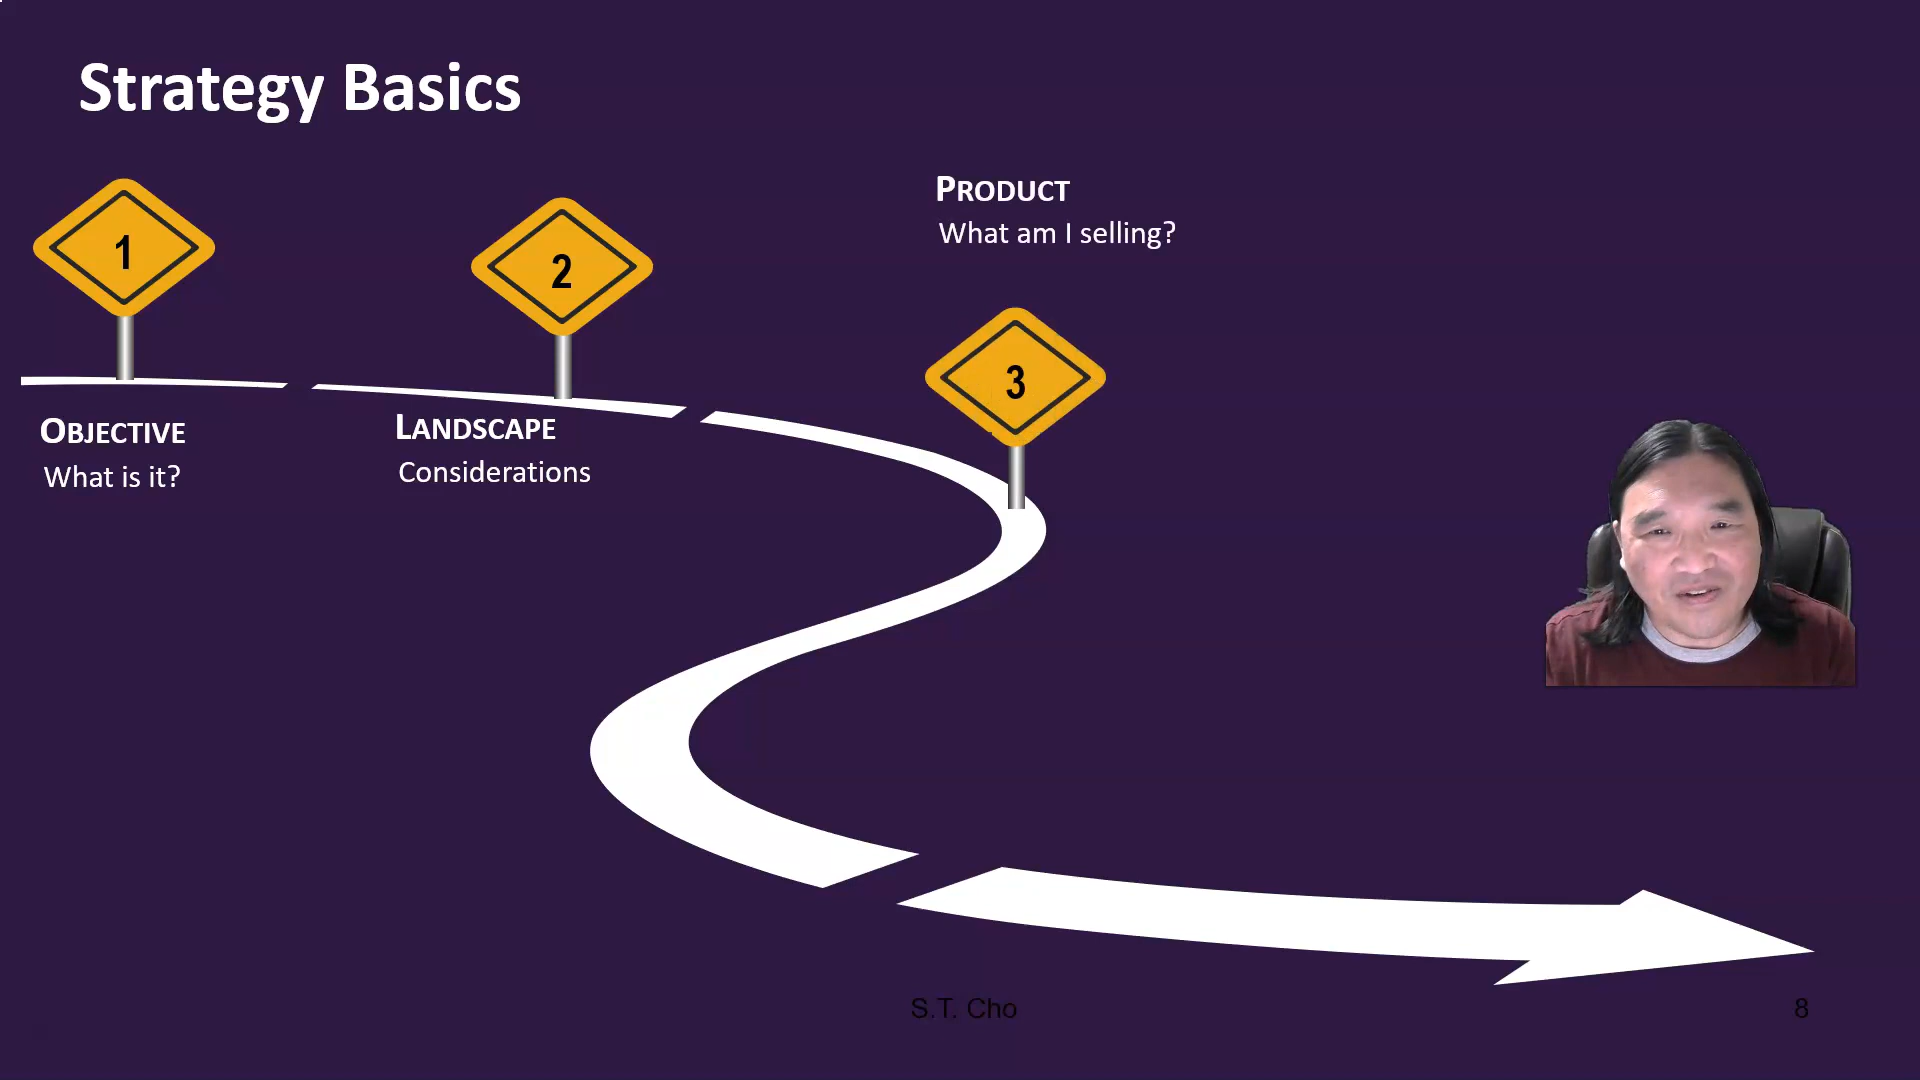 Strategy Basics
1
OBJECTIVE
What is it?
2
LANDSCAPE
Considerations
PRODUCT
What am I selling?
3
S.T. Cho
8